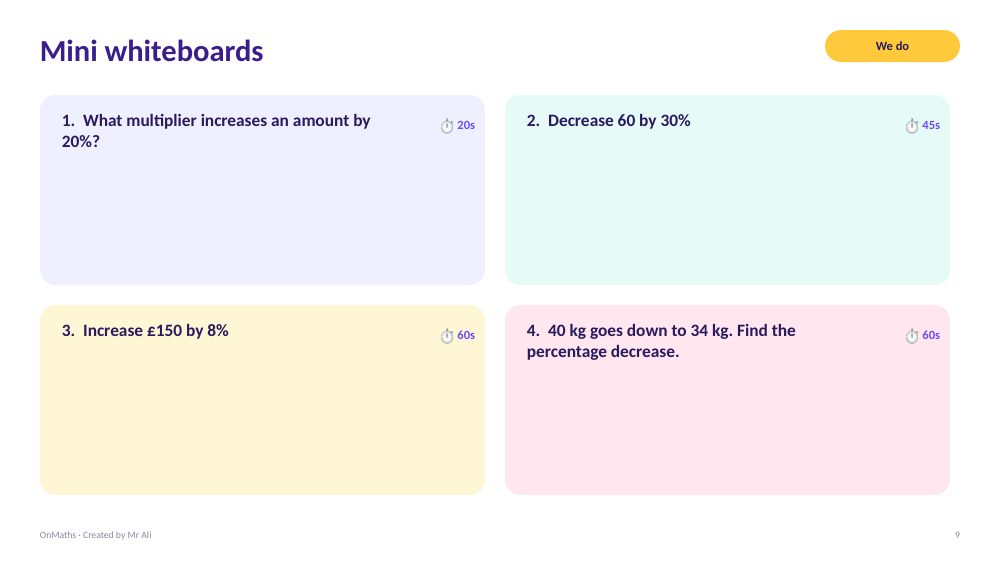 Mini whiteboards
We do
1. What multiplier increases an amount by
20%?
⏱ 20s
2. Decrease 60 by 30%
⏱ 45s
3. Increase £150 by 8%
⏱ 60s
4. 40 kg goes down to 34 kg. Find the
percentage decrease.
⏱ 60s
OnMaths · Created by Mr Ali
9